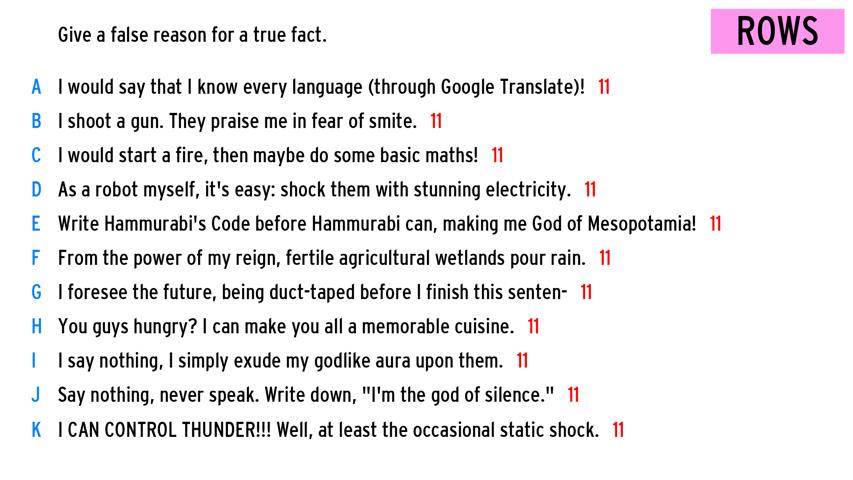 Give a false reason for a true fact.
ROWS
A I would say that I know every language (through Google Translate)! 11
B I shoot a gun. They praise me in fear of smite. 11
C I would start a fire, then maybe do some basic maths! 11
D As a robot myself, it's easy: shock them with stunning electricity. 11
E Write Hammurabi's Code before Hammurabi can, making me God of Mesopotamia! 11
F From the power of my reign, fertile agricultural wetlands pour rain. 11
G I foresee the future, being duct-taped before I finish this senten- 11
H You guys hungry? I can make you all a memorable cuisine. 11
I I say nothing, I simply exude my godlike aura upon them. 11
J Say nothing, never speak. Write down, "I'm the god of silence." 11
K I CAN CONTROL THUNDER!!! Well, at least the occasional static shock. 11